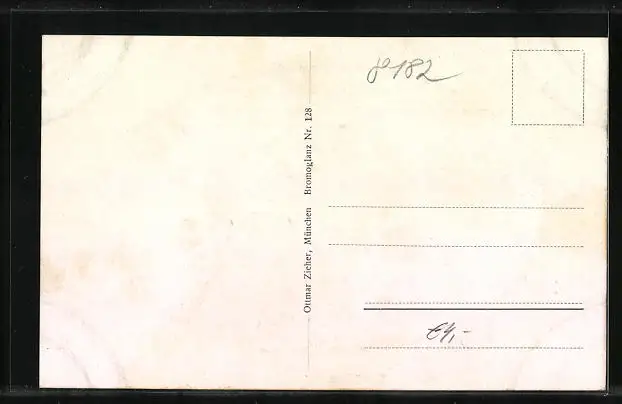 8182
Ottmar Zieher, München Bromoglanz Nr. 128
€4,-